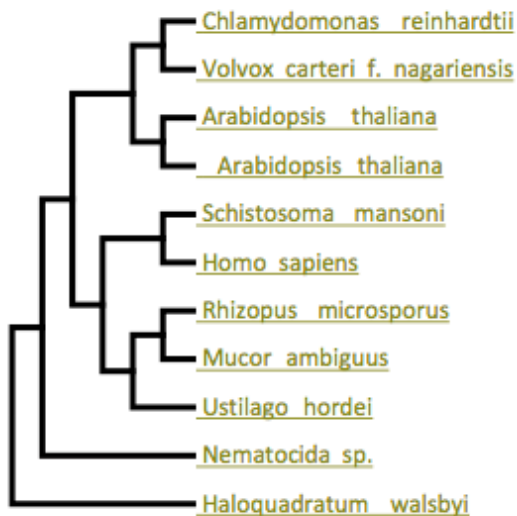 Chlamydomonas reinhardtii
Volvox carteri f. nagariensis
Arabidopsis thaliana
Arabidopsis thaliana
Schistosoma mansoni
Homo sapiens
Rhizopus microsporus
Mucor ambiguus
Ustilago hordei
Nematocida sp.
Haloquadratum walsbyi